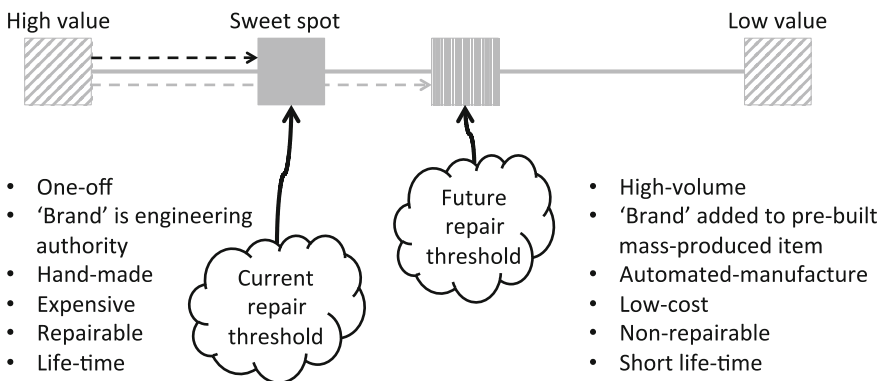 High value
Sweet spot
Low value
• One-off
• ‘Brand’ is engineering
authority
• Hand-made
• Expensive
• Repairable
• Life-time
Current
repair
threshold
Future
repair
threshold
• High-volume
• ‘Brand’ added to pre-built
mass-produced item
• Automated-manufacture
• Low-cost
• Non-repairable
• Short life-time